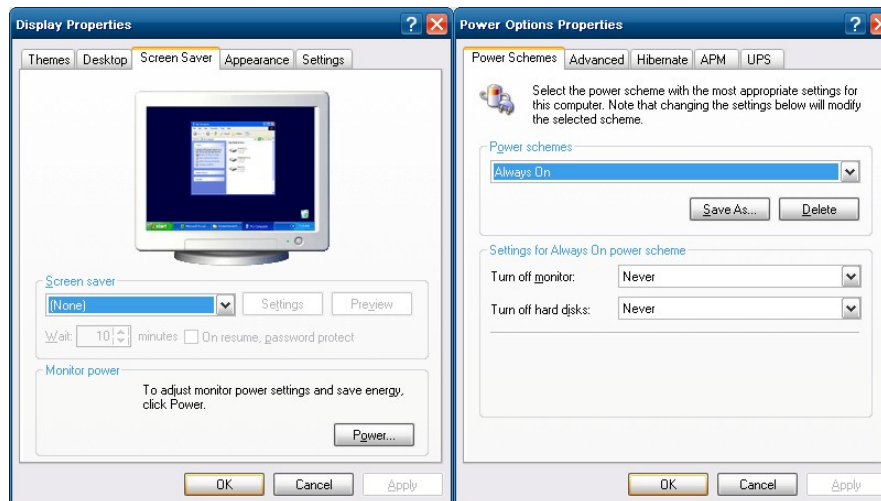 Display Properties
Themes Desktop Screen Saver Appearance Settings
start
Screen saver
(None)
Settings Preview
Wait: 10 minutes On resume, password protect
Monitor power
To adjust monitor power settings and save energy,
click Power.
Power...
OK Cancel Apply
Power Options Properties
Power Schemes Advanced Hibernate APM UPS
Select the power scheme with the most appropriate settings for
this computer. Note that changing the settings below will modify
the selected scheme.
Power schemes
Always On
Save As... Delete
Settings for Always On power scheme
Turn off monitor: Never
Turn off hard disks: Never
OK Cancel Apply